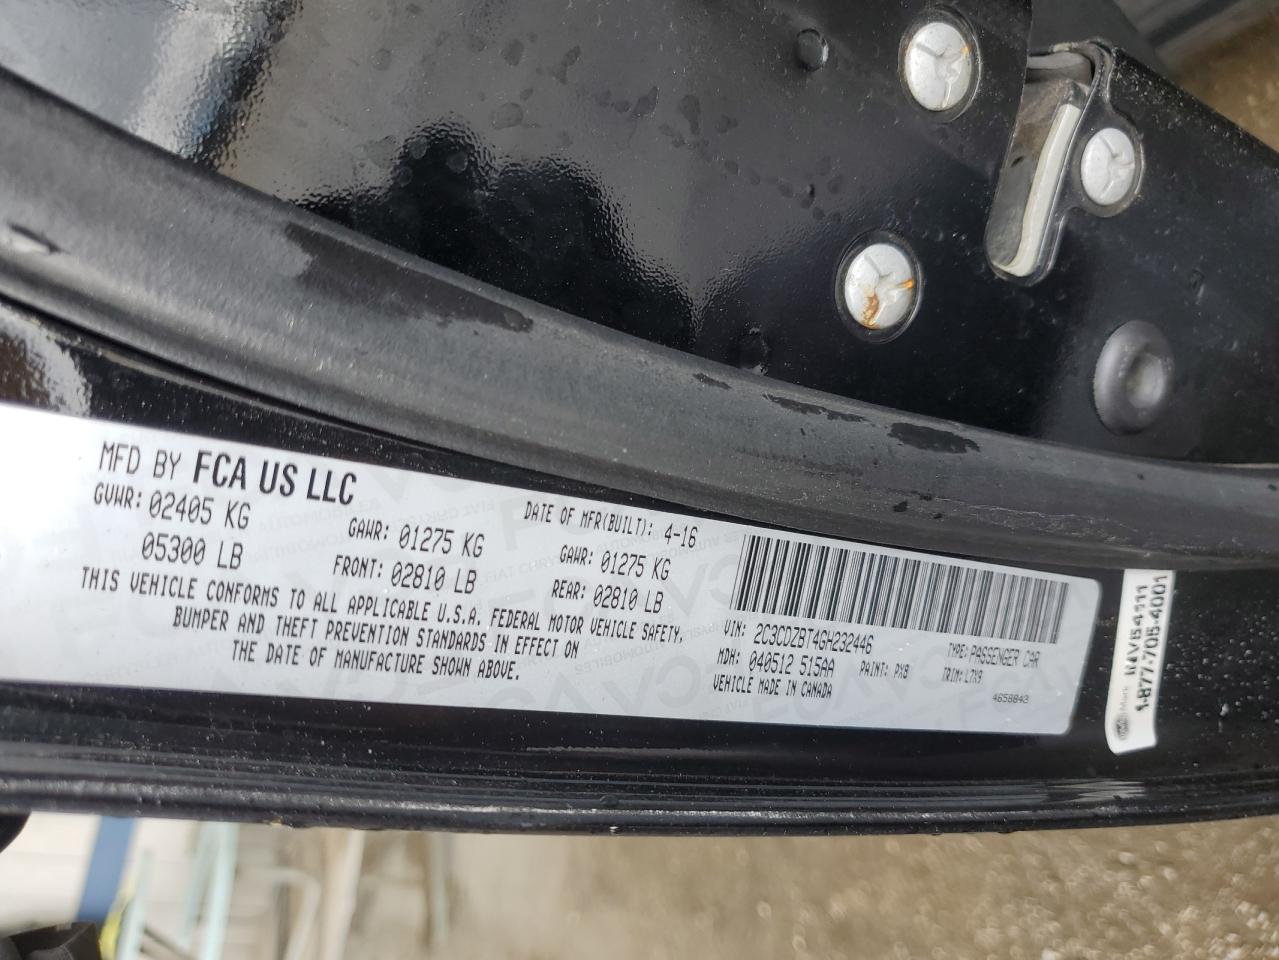 MFD BY FCA US LLC
DATE OF MFR(BUILT): 4-16
GVWR: 02405 KG
05300 LB
GAWR: 01275 KG
FRONT: 02810 LB
GAWR: 01275 KG
REAR: 02810 LB
THIS VEHICLE CONFORMS TO ALL APPLICABLE U.S.A. FEDERAL MOTOR VEHICLE SAFETY,
BUMPER AND THEFT PREVENTION STANDARDS IN EFFECT ON
THE DATE OF MANUFACTURE SHOWN ABOVE.
VIN: 2C3CDZBT4GH232446
TYPE: PASSENGER CAR
MDH: 040512 515AA
PAINT: PX8
TRIM: L7X9
VEHICLE MADE IN CANADA
4658843
1-877-705-4001